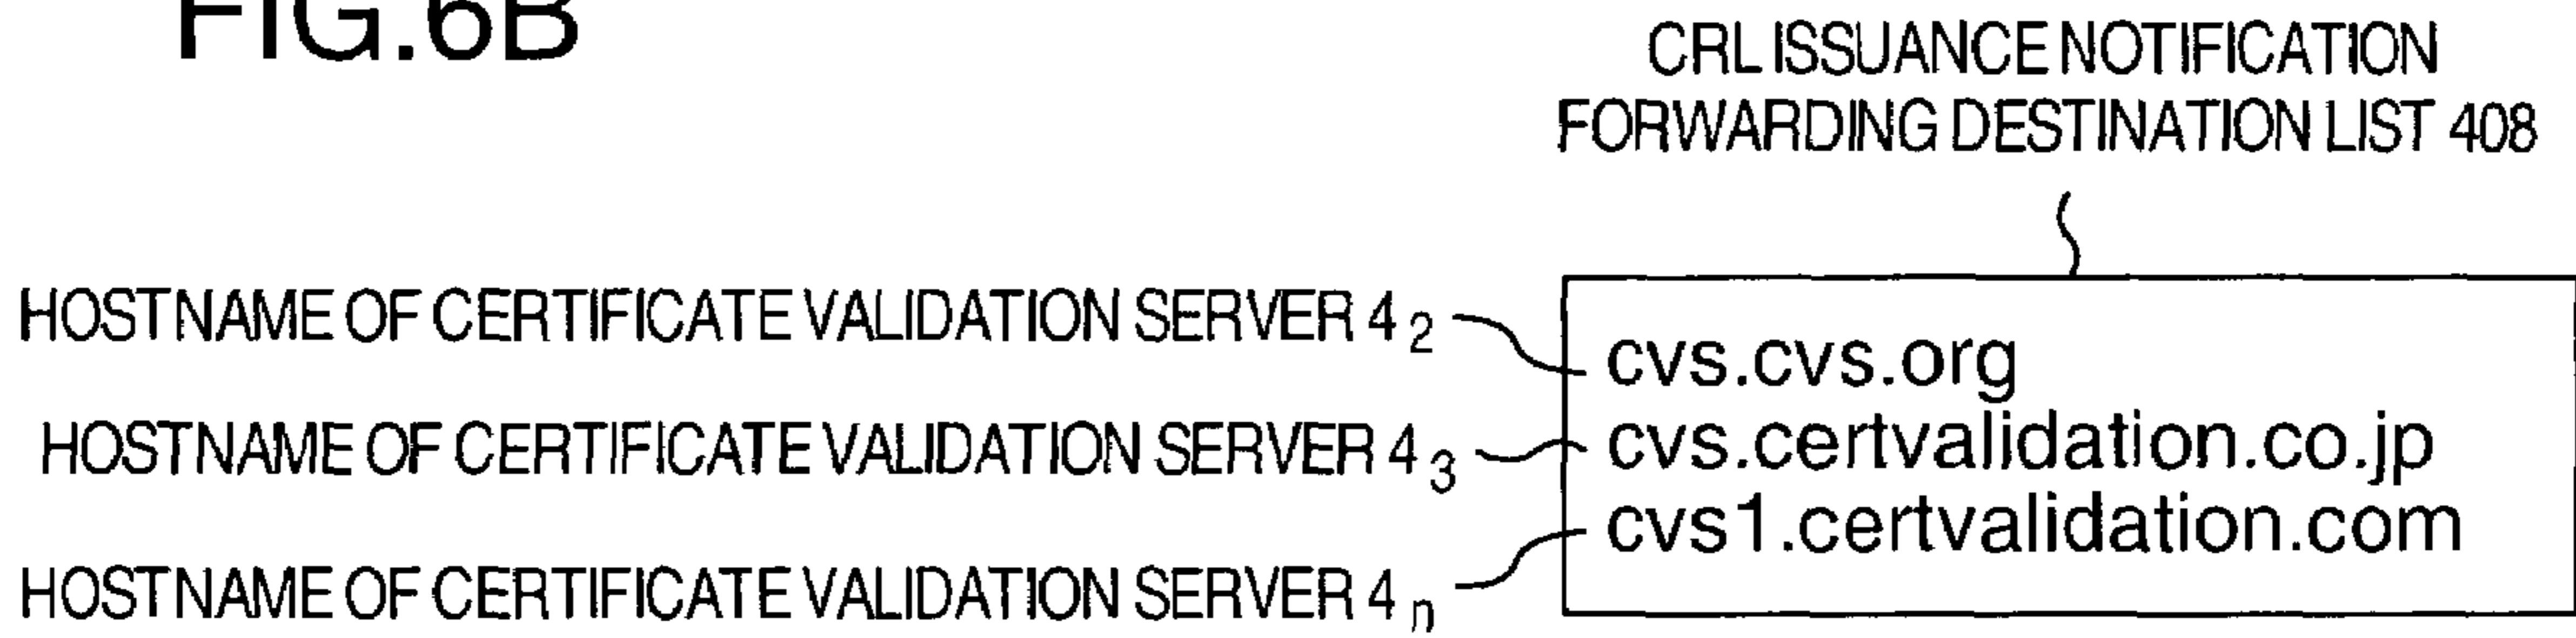 FIG.6B
CRL ISSUANCE NOTIFICATION
FORWARDING DESTINATION LIST 408
HOSTNAME OF CERTIFICATE VALIDATION SERVER 4 2
cvs.cvs.org
HOSTNAME OF CERTIFICATE VALIDATION SERVER 4 3
cvs.certvalidation.co.jp
HOSTNAME OF CERTIFICATE VALIDATION SERVER 4 n
cvs1.certvalidation.com